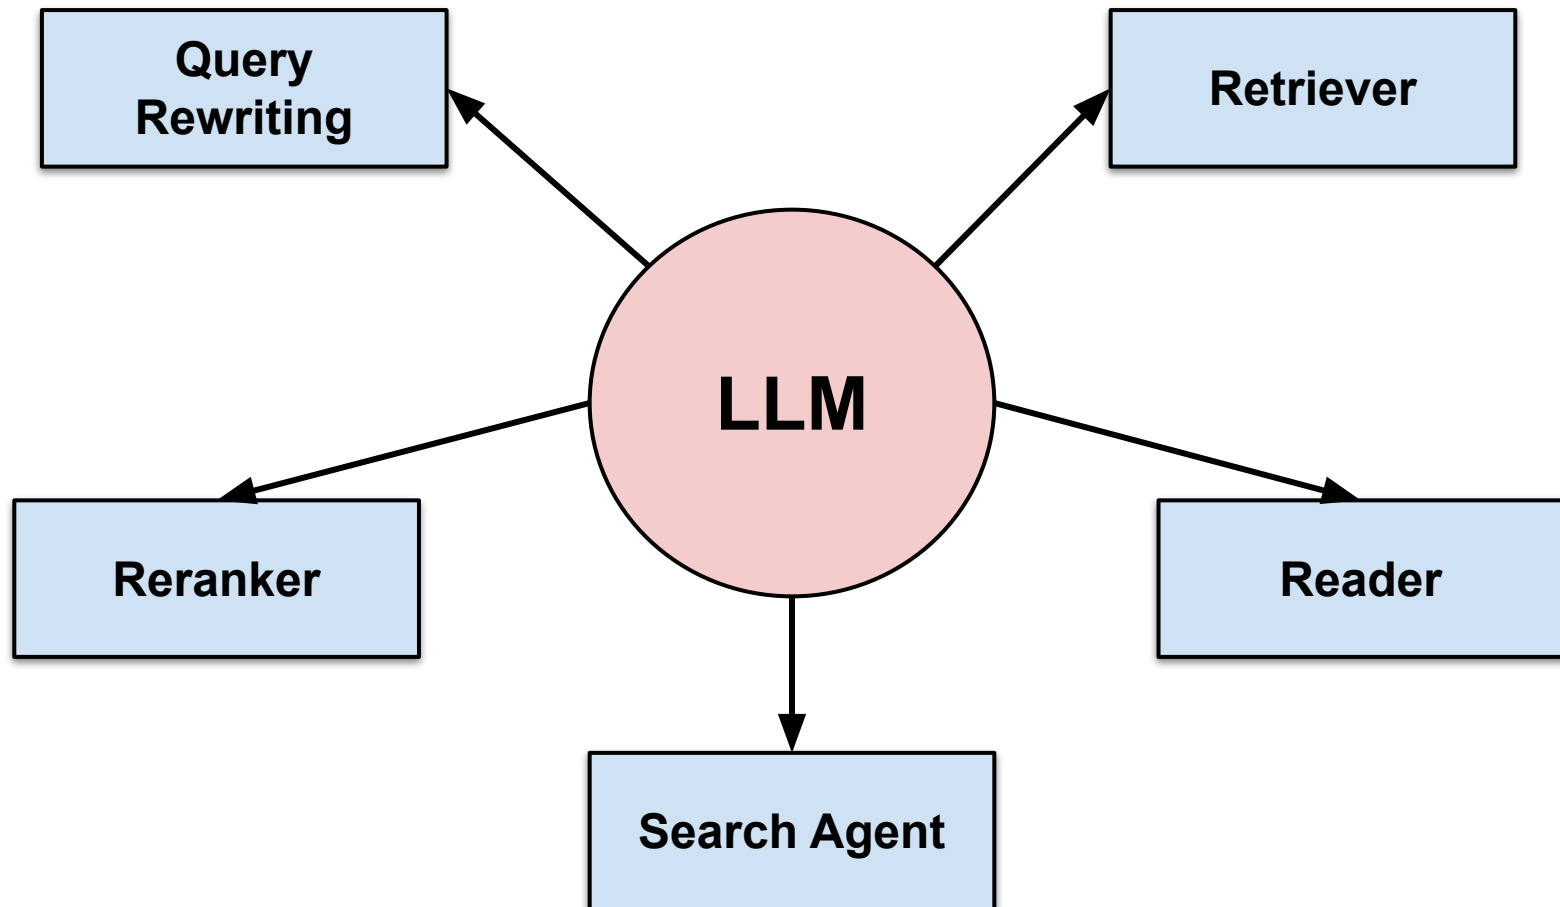 Query
Rewriting
Retriever
LLM
Reranker
Reader
Search Agent